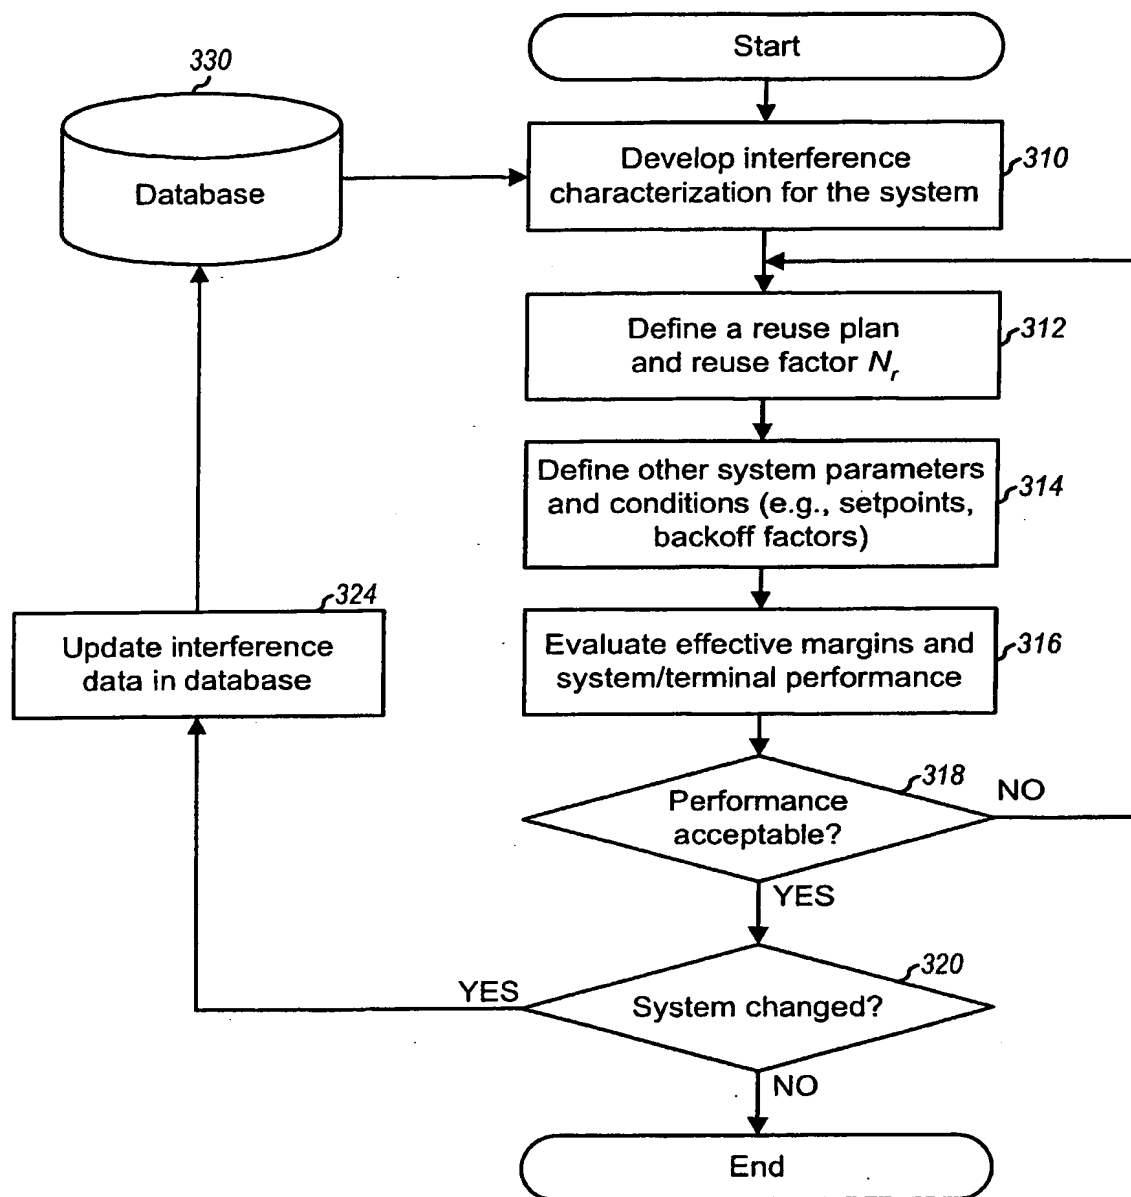 Start
330
Database
Develop interference
characterization for the system
310
Define a reuse plan
and reuse factor Nr
312
Define other system parameters
and conditions (e.g., setpoints,
backoff factors)
314
324
Update interference
data in database
Evaluate effective margins and
system/terminal performance
316
Performance
acceptable?
318
NO
YES
System changed?
320
YES
NO
End